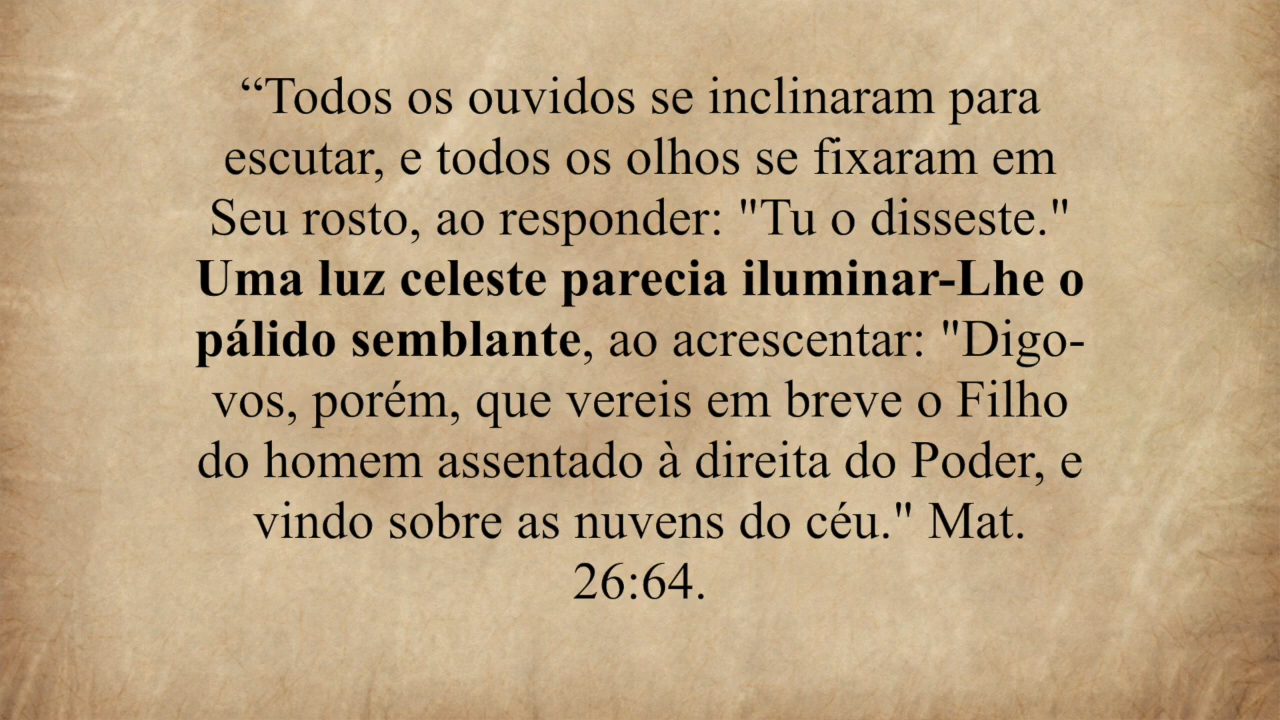 “Todos os ouvidos se inclinaram para
escutar, e todos os olhos se fixaram em
Seu rosto, ao responder: "Tu o disseste."
Uma luz celeste parecia iluminar-Lhe o
pálido semblante, ao acrescentar: "Digo-
vos, porém, que vereis em breve o Filho
do homem assentado à direita do Poder, e
vindo sobre as nuvens do céu." Mat.
26:64.